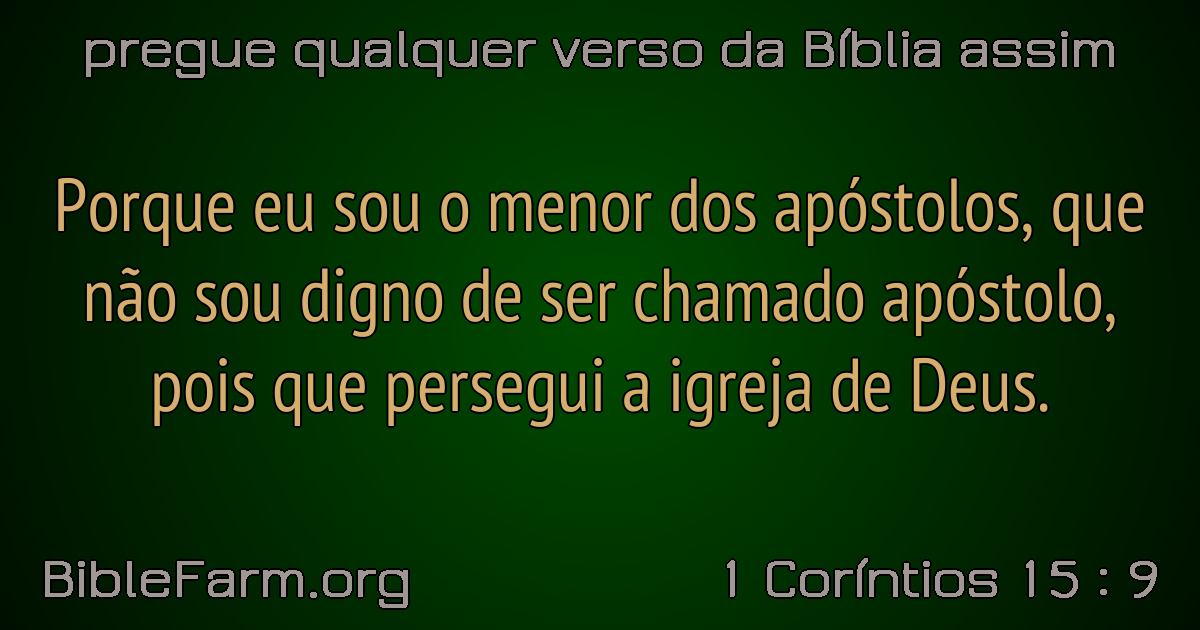 pregue qualquer verso da Bíblia assim
Porque eu sou o menor dos apóstolos, que
não sou digno de ser chamado apóstolo,
pois que persegui a igreja de Deus.
BibleFarm.org
1 Coríntios 15 : 9